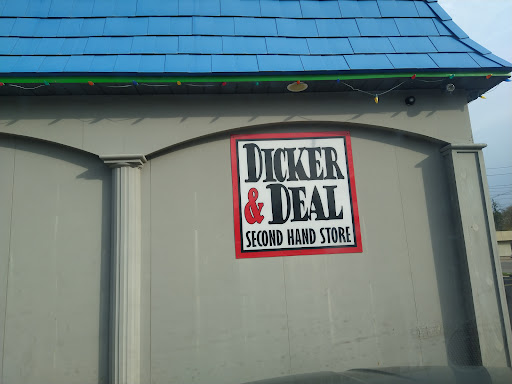 DICKER
& DEAL
SECOND HAND STORE